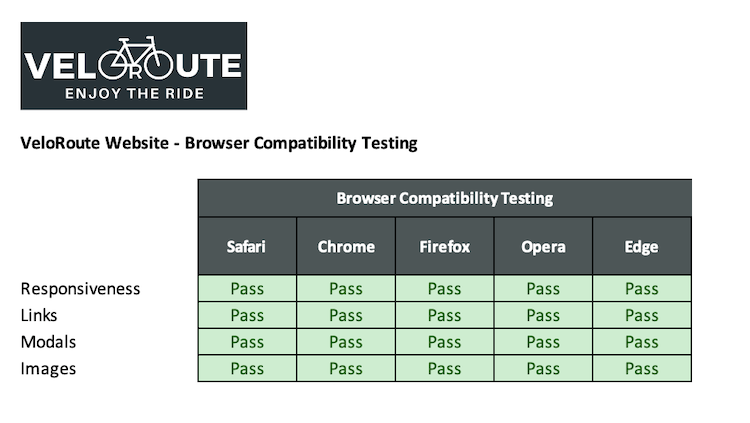 VELOROUTE
ENJOY THE RIDE
VeloRoute Website - Browser Compatibility Testing
Browser Compatibility Testing
Safari Chrome Firefox Opera Edge
Responsiveness Pass Pass Pass Pass Pass
Links Pass Pass Pass Pass Pass
Modals Pass Pass Pass Pass Pass
Images Pass Pass Pass Pass Pass